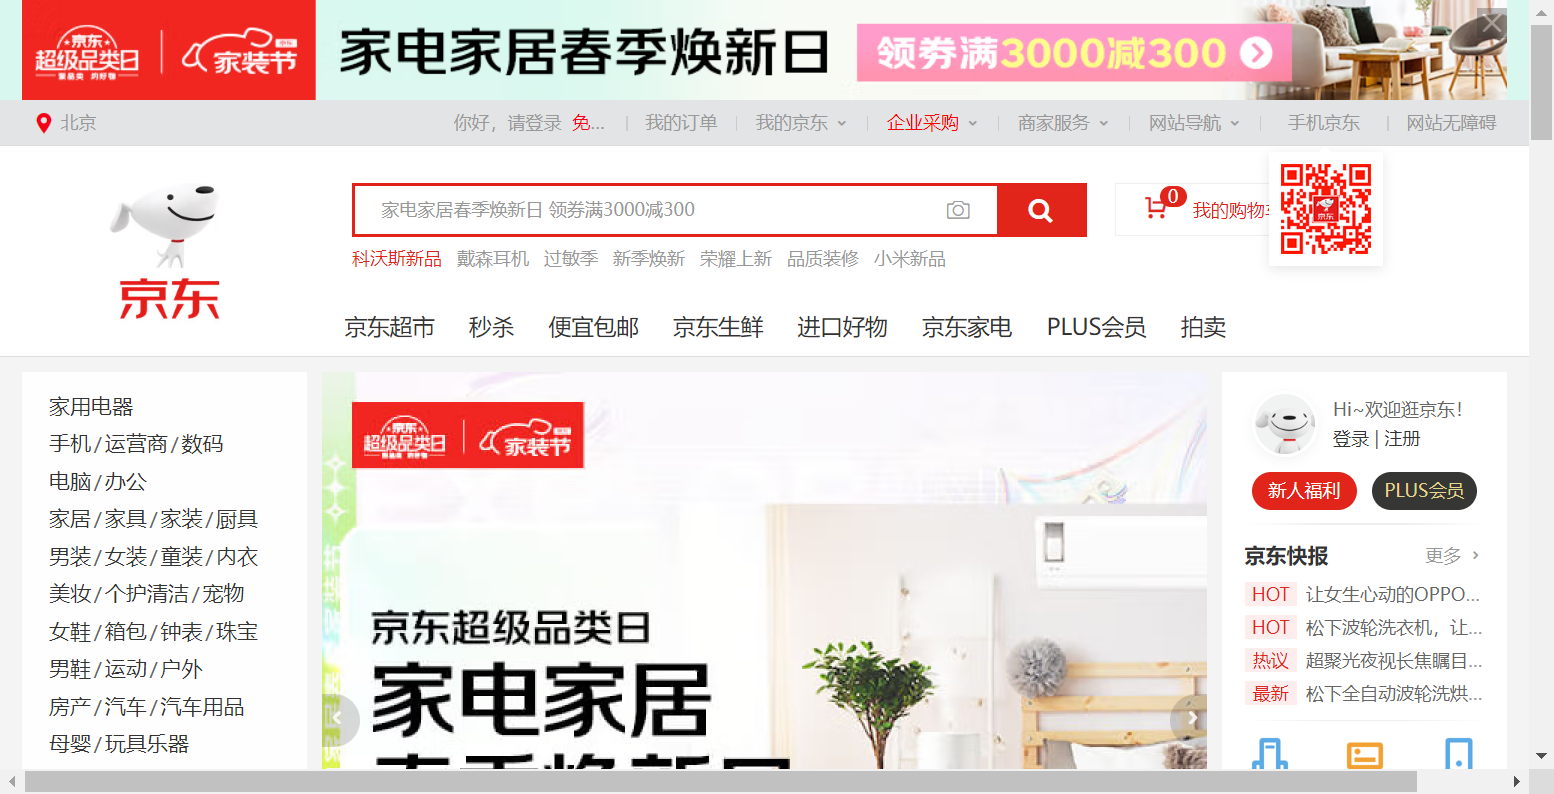 京东
超级品类日
聚品类 购好物
家装节
家电家居春季焕新日
领券满3000减300
北京
你好，请登录 免...
我的订单
我的京东
企业采购
商家服务
网站导航
手机京东
网站无障碍
京东
家电家居春季焕新日 领券满3000减300
0
我的购物车
京东
科沃斯新品 戴森耳机 过敏季 新季焕新 荣耀上新 品质装修 小米新品
京东超市 秒杀 便宜包邮 京东生鲜 进口好物 京东家电 PLUS会员 拍卖
家用电器
手机/运营商/数码
电脑/办公
家居/家具/家装/厨具
男装/女装/童装/内衣
美妆/个护清洁/宠物
女鞋/箱包/钟表/珠宝
男鞋/运动/户外
房产/汽车/汽车用品
母婴/玩具乐器
京东
超级品类日
家装节
京东超级品类日
家电家居
春季焕新日
Hi~欢迎逛京东！
登录 | 注册
新人福利 PLUS会员
京东快报 更多
HOT 让女生心动的OPPO...
HOT 松下波轮洗衣机，让...
热议 超聚光夜视长焦瞩目...
最新 松下全自动波轮洗烘...